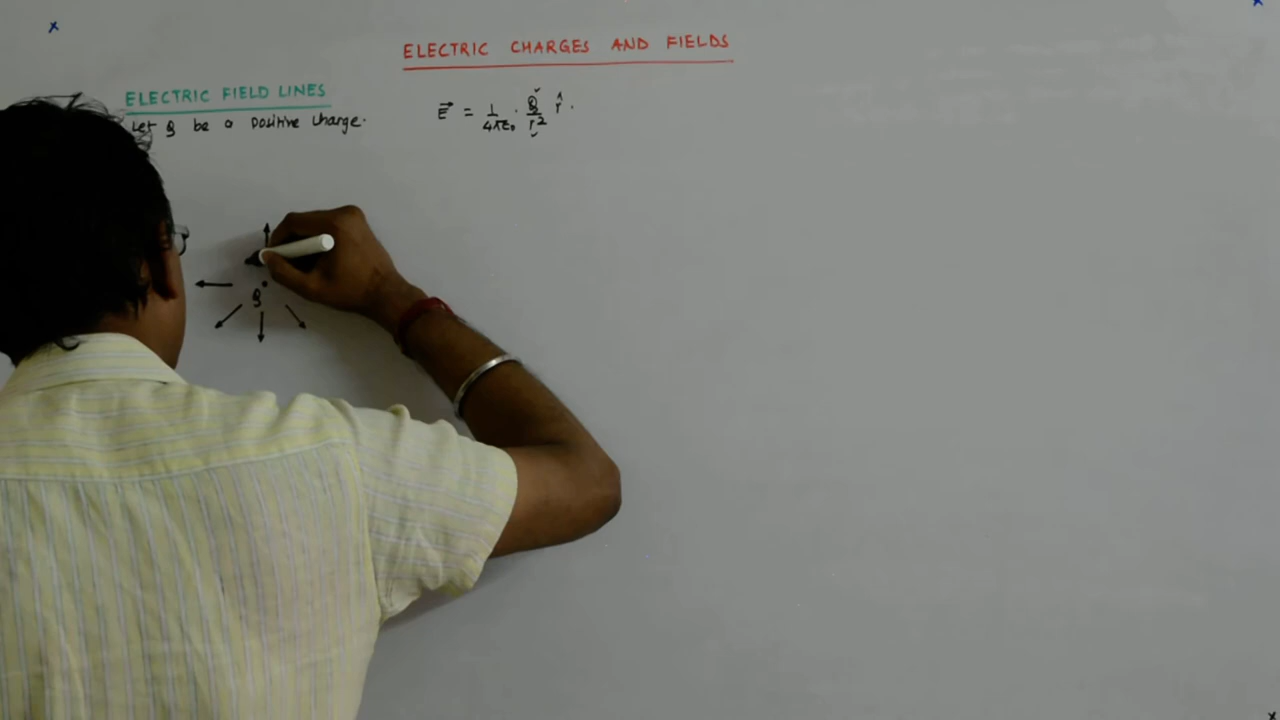 ELECTRIC CHARGES AND FIELDS
ELECTRIC FIELD LINES
Let Q be a positive charge.
E⃗ = 1/4πε₀ · Q/r² r̂ .
Q